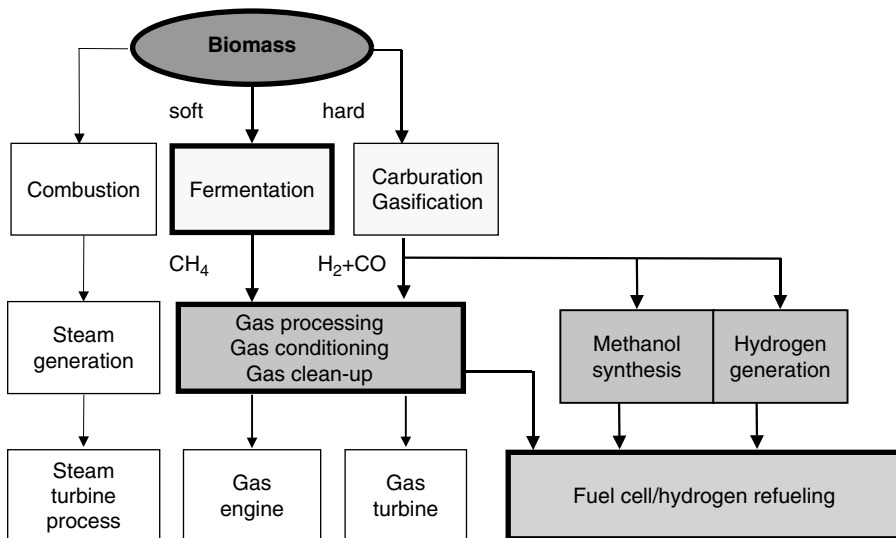 Biomass
soft
hard
Combustion
Fermentation
Carburation
Gasification
CH₄
H₂+CO
Steam
generation
Gas processing
Gas conditioning
Gas clean-up
Methanol
synthesis
Hydrogen
generation
Steam
turbine
process
Gas
engine
Gas
turbine
Fuel cell/hydrogen refueling